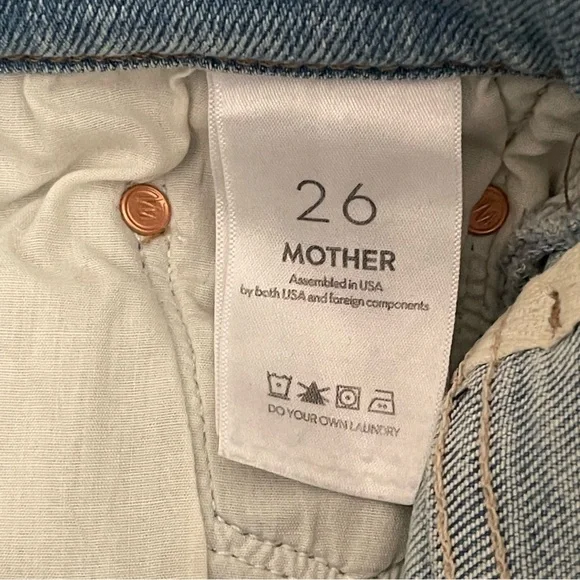 26
MOTHER
Assembled in USA
by both USA and foreign components
DO YOUR OWN LAUNDRY